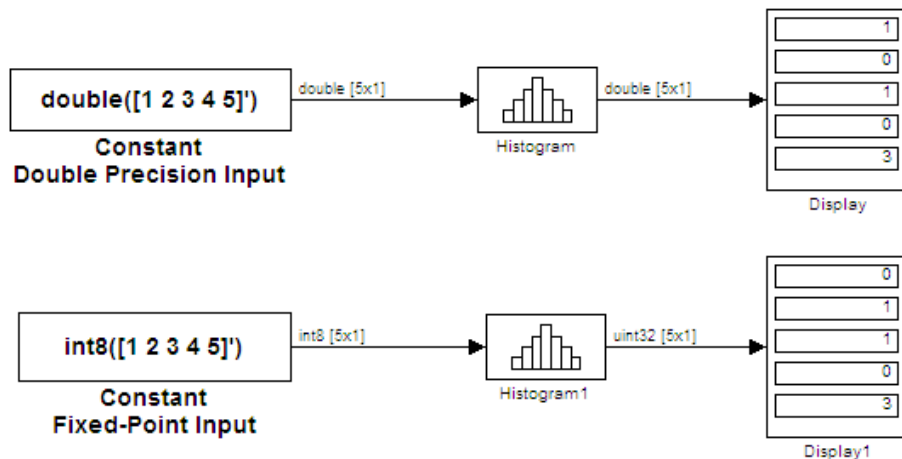 double([1 2 3 4 5]')
Constant
Double Precision Input
double [5x1]
Histogram
double [5x1]
1
0
1
0
3
Display
int8([1 2 3 4 5]')
Constant
Fixed-Point Input
int8 [5x1]
Histogram1
uint32 [5x1]
0
1
1
0
3
Display1